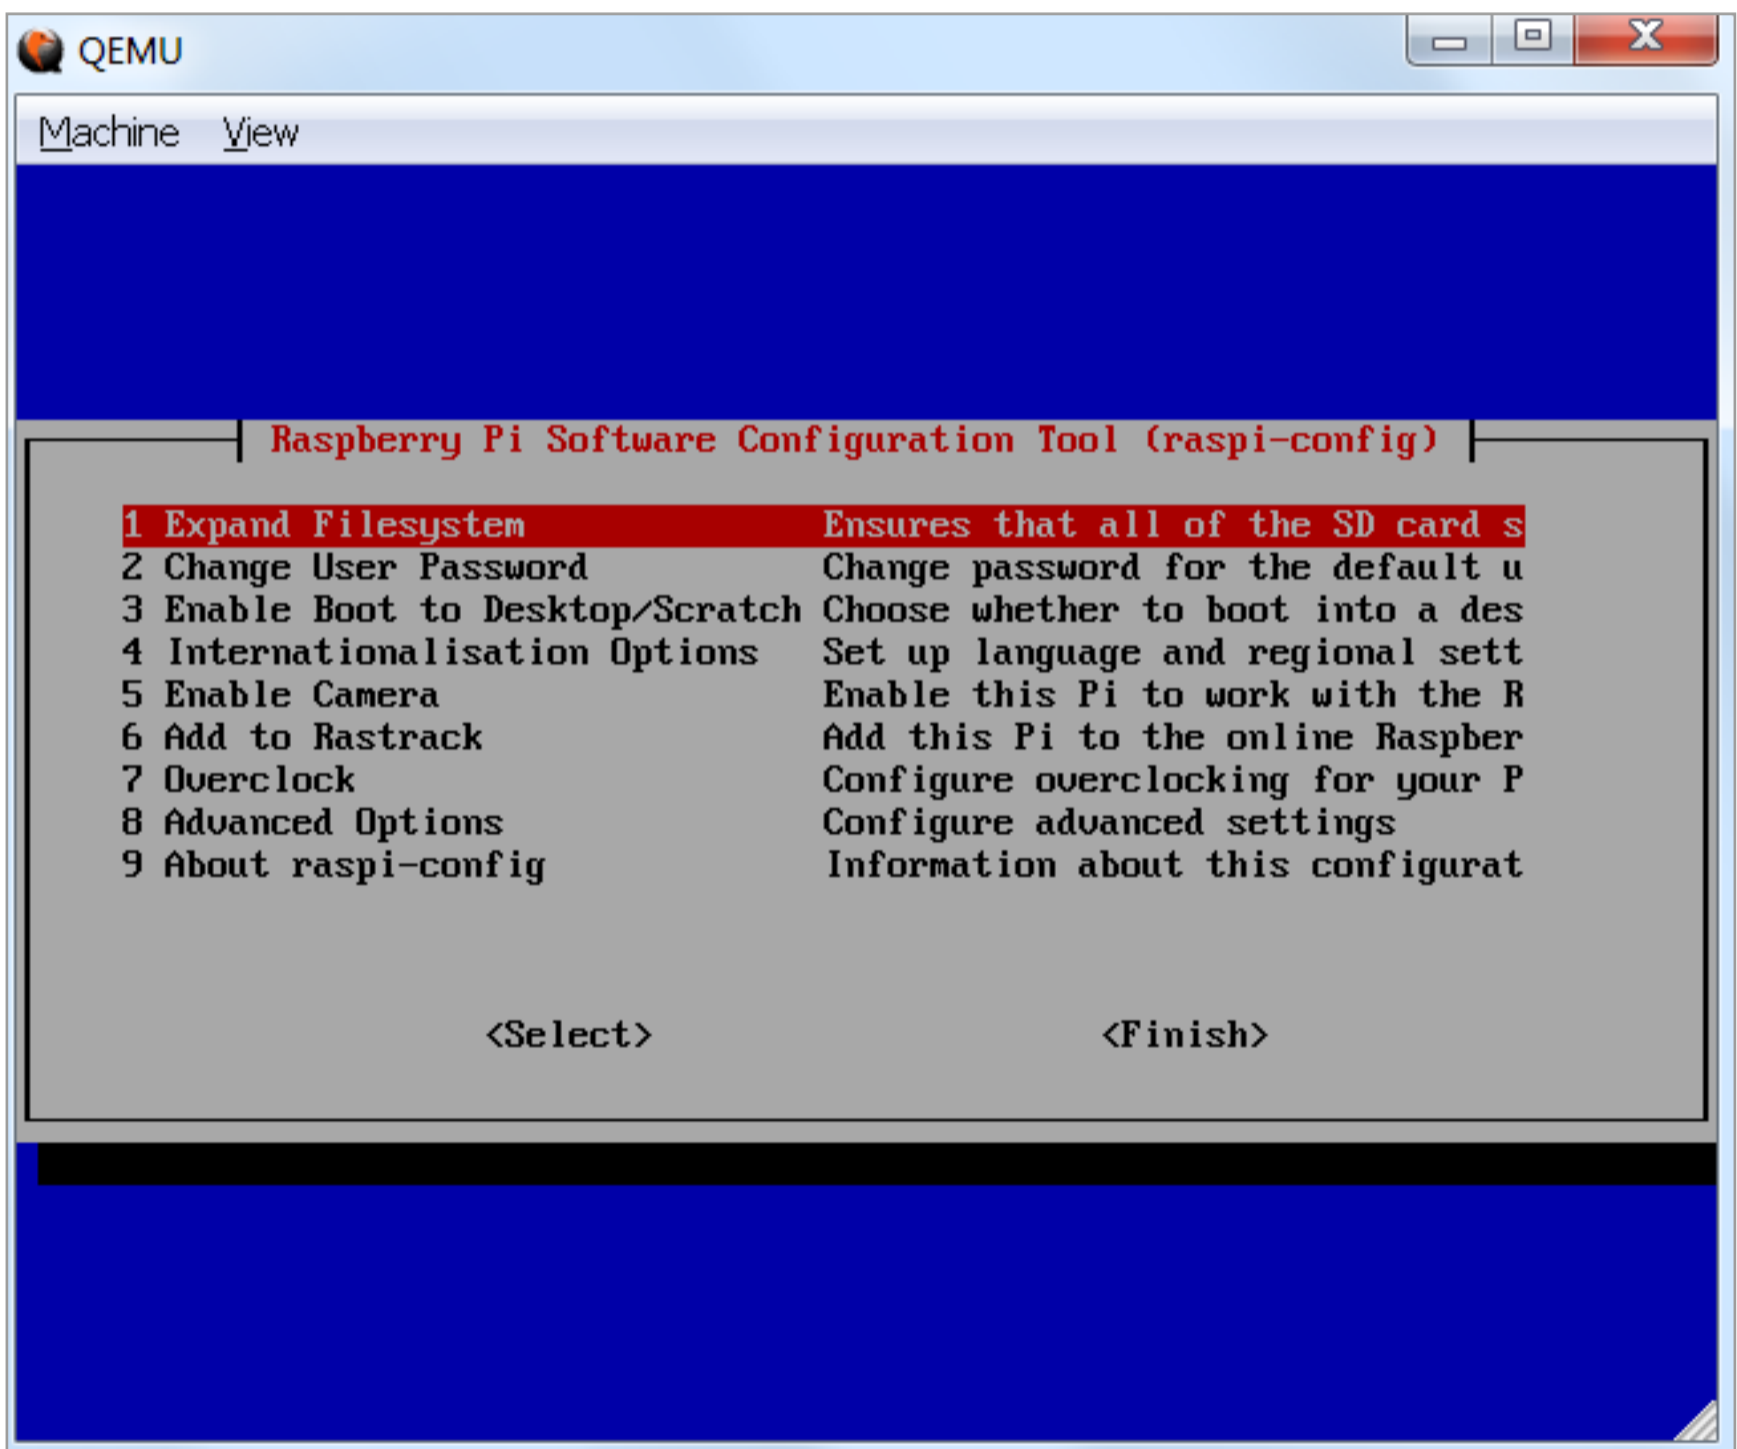 QEMU
Machine View
Raspberry Pi Software Configuration Tool (raspi-config)
1 Expand Filesystem Ensures that all of the SD card s
2 Change User Password Change password for the default u
3 Enable Boot to Desktop/Scratch Choose whether to boot into a des
4 Internationalisation Options Set up language and regional sett
5 Enable Camera Enable this Pi to work with the R
6 Add to Rastrack Add this Pi to the online Raspber
7 Overclock Configure overclocking for your P
8 Advanced Options Configure advanced settings
9 About raspi-config Information about this configurat
<Select> <Finish>